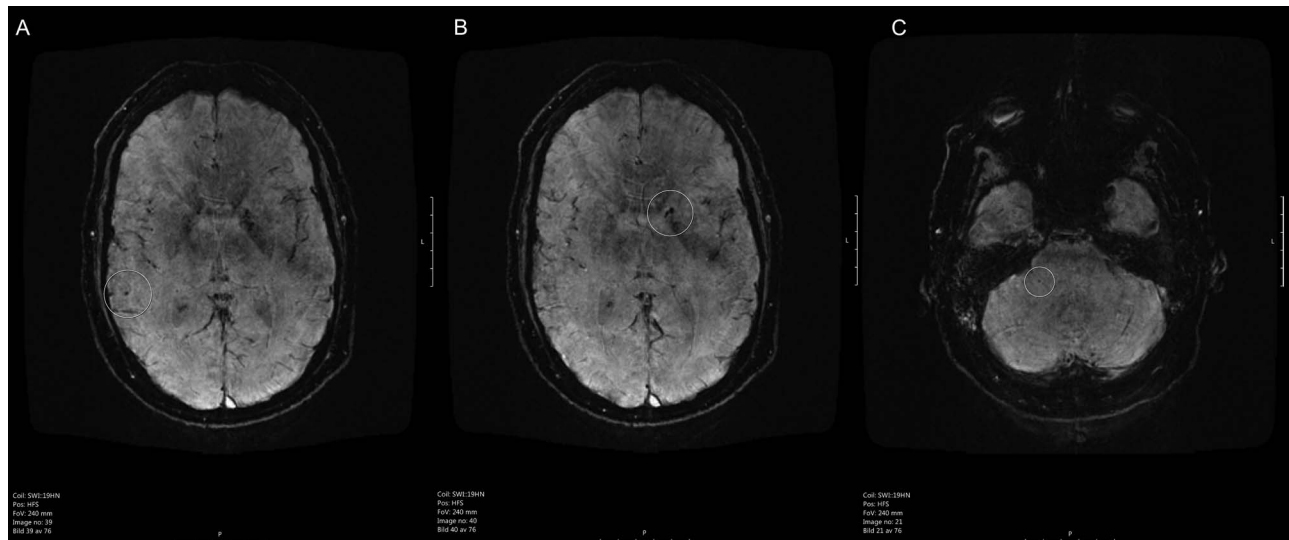 A
B
C
L
L
L
Coil: SWI:19HN
Pos: HFS
FoV: 240 mm
Image no: 39
Bild 39 av 76
P
Coil: SWI:19HN
Pos: HFS
FoV: 240 mm
Image no: 40
Bild 40 av 76
P
Coil: SWI:19HN
Pos: HFS
FoV: 240 mm
Image no: 21
Bild 21 av 76
P